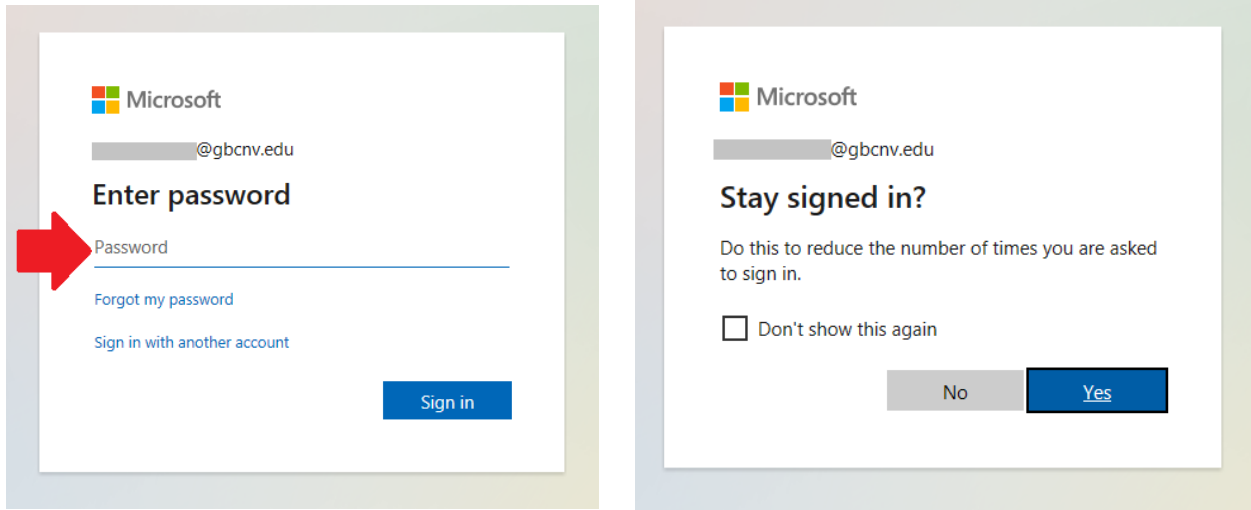 Microsoft
@gbcnv.edu
Enter password
Password
Forgot my password
Sign in with another account
Sign in
Microsoft
@gbcnv.edu
Stay signed in?
Do this to reduce the number of times you are asked
to sign in.
Don't show this again
No
Yes